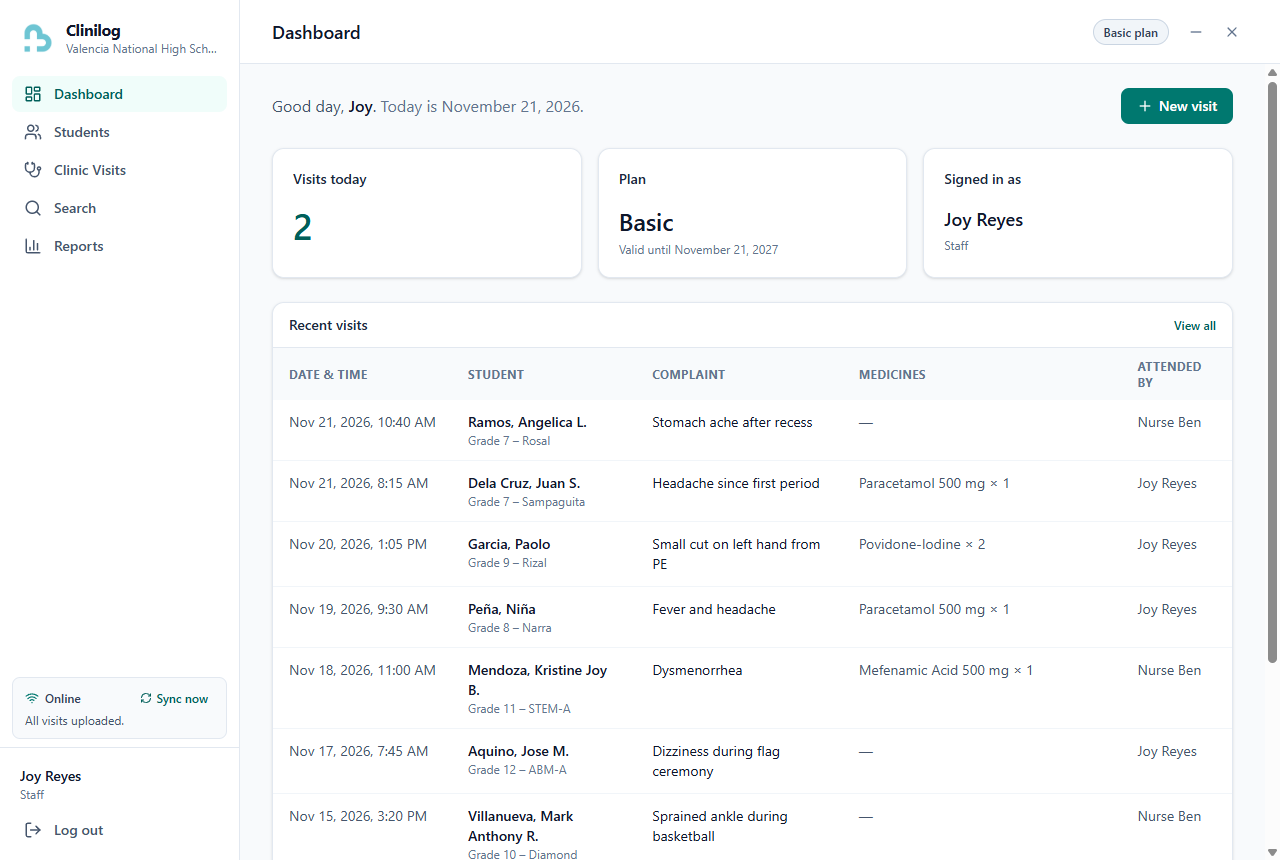 Clinilog
Valencia National High Sch...
Dashboard
Students
Clinic Visits
Search
Reports
Online
Sync now
All visits uploaded.
Joy Reyes
Staff
Log out
Dashboard
Basic plan
Good day, Joy. Today is November 21, 2026.
New visit
Visits today
2
Plan
Basic
Valid until November 21, 2027
Signed in as
Joy Reyes
Staff
Recent visits
View all
DATE & TIME STUDENT COMPLAINT MEDICINES ATTENDED BY
Nov 21, 2026, 10:40 AM Ramos, Angelica L. Stomach ache after recess — Nurse Ben
Grade 7 – Rosal
Nov 21, 2026, 8:15 AM Dela Cruz, Juan S. Headache since first period Paracetamol 500 mg × 1 Joy Reyes
Grade 7 – Sampaguita
Nov 20, 2026, 1:05 PM Garcia, Paolo Small cut on left hand from PE Povidone-Iodine × 2 Joy Reyes
Grade 9 – Rizal
Nov 19, 2026, 9:30 AM Peña, Niña Fever and headache Paracetamol 500 mg × 1 Joy Reyes
Grade 8 – Narra
Nov 18, 2026, 11:00 AM Mendoza, Kristine Joy B. Dysmenorrhea Mefenamic Acid 500 mg × 1 Nurse Ben
Grade 11 – STEM-A
Nov 17, 2026, 7:45 AM Aquino, Jose M. Dizziness during flag ceremony — Joy Reyes
Grade 12 – ABM-A
Nov 15, 2026, 3:20 PM Villanueva, Mark Anthony R. Sprained ankle during basketball — Nurse Ben
Grade 10 – Diamond